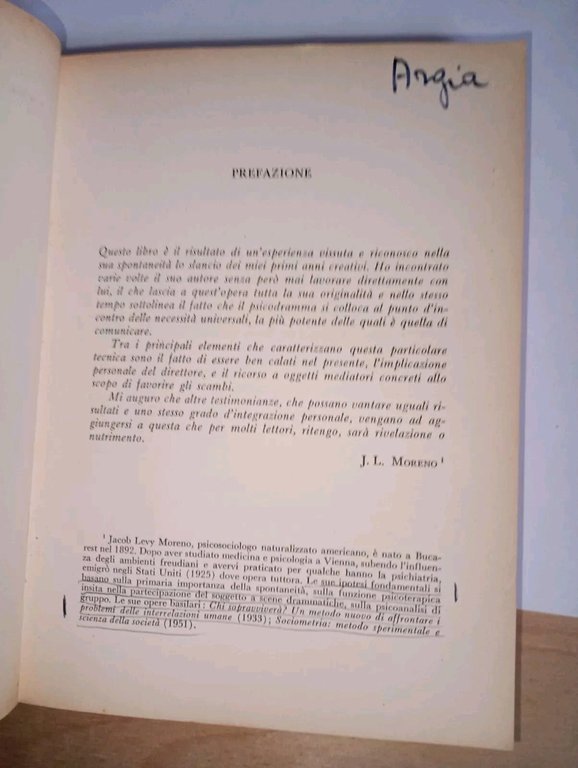 Argia
PREFAZIONE
Questo libro è il risultato di un'esperienza vissuta e riconosco nella
sua spontaneità lo slancio dei miei primi anni creativi. Ho incontrato
varie volte il suo autore senza però mai lavorare direttamente con
lui, il che lascia a quest'opera tutta la sua originalità e nello stesso
tempo sottolinea il fatto che il psicodramma si colloca al punto d'in-
contro delle necessità universali, la più potente delle quali è quella di
comunicare.
Tra i principali elementi che caratterizzano questa particolare
tecnica sono il fatto di essere ben calati nel presente, l'implicazione
personale del direttore, e il ricorso a oggetti mediatori concreti allo
scopo di favorire gli scambi.
Mi auguro che altre testimonianze, che possano vantare uguali ri-
sultati e uno stesso grado d'integrazione personale, vengano ad ag-
giungersi a questa che per molti lettori, ritengo, sarà rivelazione o
nutrimento.
J. L. MORENO ¹
¹ Jacob Levy Moreno, psicosociologo naturalizzato americano, è nato a Buca-
rest nel 1892. Dopo aver studiato medicina e psicologia a Vienna, subendo l'influen-
za degli ambienti freudiani e avervi praticato per qualche hanno la psichiatria,
emigrò negli Stati Uniti (1925) dove opera tuttora. Le sue ipotesi fondamentali si
basano sulla primaria importanza della spontaneità, sulla funzione psicoterapica
insita nella partecipazione del soggetto a scene drammatiche, sulla psicoanalisi di
gruppo. Le sue opere basilari: Chi sopravviverà? Un metodo nuovo di affrontare i
problemi delle interrelazioni umane (1933); Sociometria: metodo sperimentale e
scienza della società (1951).